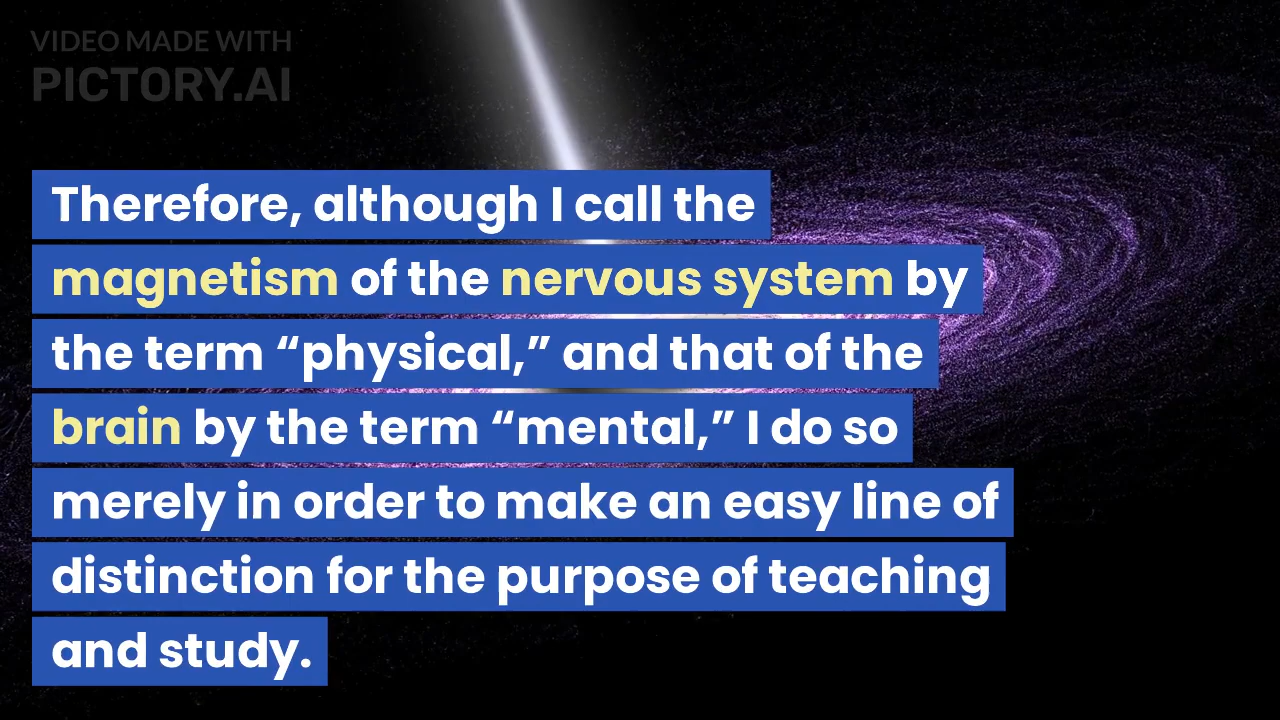 VIDEO MADE WITH
PICTORY.AI
Therefore, although I call the
magnetism of the nervous system by
the term “physical,” and that of the
brain by the term “mental,” I do so
merely in order to make an easy line of
distinction for the purpose of teaching
and study.